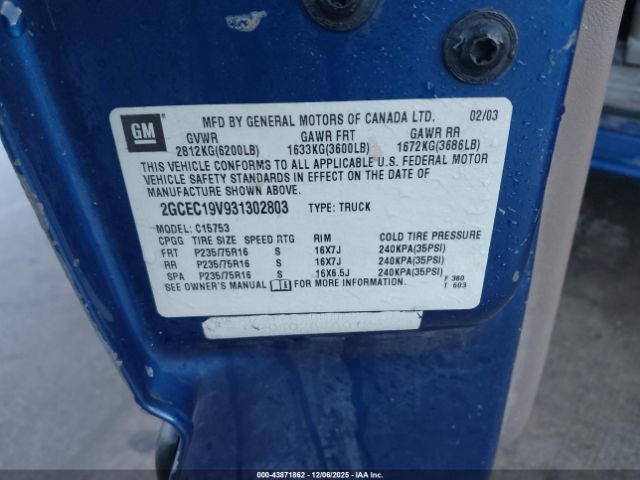 GM
MFD BY GENERAL MOTORS OF CANADA LTD. 02/03
GVWR GAWR FRT GAWR RR
2812KG(6200LB) 1633KG(3600LB) 1672KG(3686LB)
THIS VEHICLE CONFORMS TO ALL APPLICABLE U.S. FEDERAL MOTOR
VEHICLE SAFETY STANDARDS IN EFFECT ON THE DATE OF
MANUFACTURE SHOWN ABOVE.
2GCEC19V931302803 TYPE: TRUCK
MODEL: C15753
CPGG TIRE SIZE SPEED RTG RIM COLD TIRE PRESSURE
FRT P235/75R16 S 16X7J 240KPA(35PSI)
RR P235/75R16 S 16X7J 240KPA(35PSI)
SPA P235/75R16 S 16X6.5J 240KPA(35PSI)
SEE OWNER'S MANUAL FOR MORE INFORMATION.
F 360
T 603
000-43871862 | 12/06/2025 | IAA Inc.